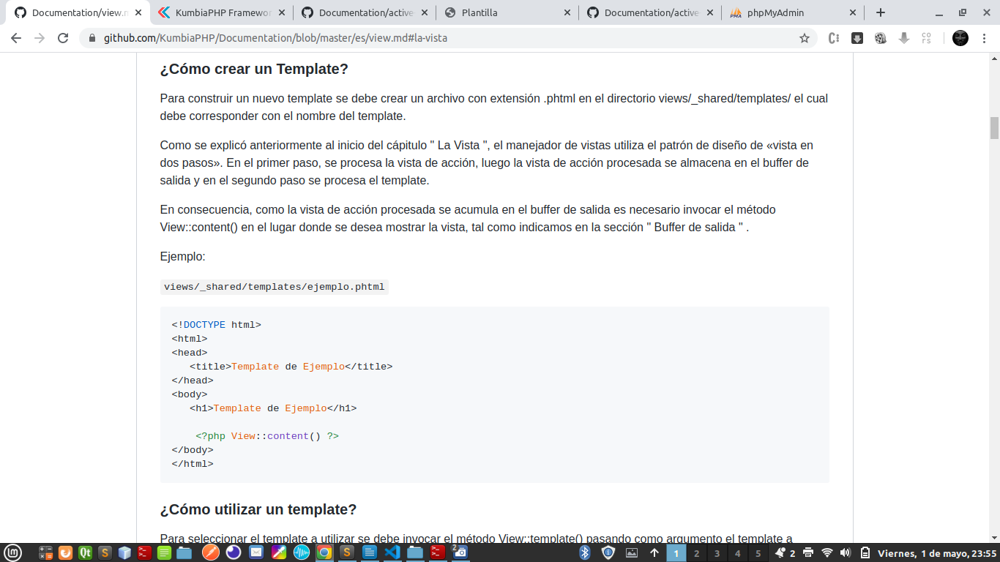 Documentation/view.n
KumbiaPHP Framewor
Documentation/active
Plantilla
Documentation/active
phpMyAdmin
github.com/KumbiaPHP/Documentation/blob/master/es/view.md#la-vista
¿Cómo crear un Template?
Para construir un nuevo template se debe crear un archivo con extensión .phtml en el directorio views/_shared/templates/ el cual
debe corresponder con el nombre del template.
Como se explicó anteriormente al inicio del cápitulo " La Vista ", el manejador de vistas utiliza el patrón de diseño de «vista en
dos pasos». En el primer paso, se procesa la vista de acción, luego la vista de acción procesada se almacena en el buffer de
salida y en el segundo paso se procesa el template.
En consecuencia, como la vista de acción procesada se acumula en el buffer de salida es necesario invocar el método
View::content() en el lugar donde se desea mostrar la vista, tal como indicamos en la sección " Buffer de salida " .
Ejemplo:
views/_shared/templates/ejemplo.phtml
<!DOCTYPE html>
<html>
<head>
<title>Template de Ejemplo</title>
</head>
<body>
<h1>Template de Ejemplo</h1>
<?php View::content() ?>
</body>
</html>
¿Cómo utilizar un template?
Para seleccionar el template a utilizar se debe invocar el método View::template() pasando como argumento el template a
1 2 3 4 5 2 Viernes, 1 de mayo, 23:55